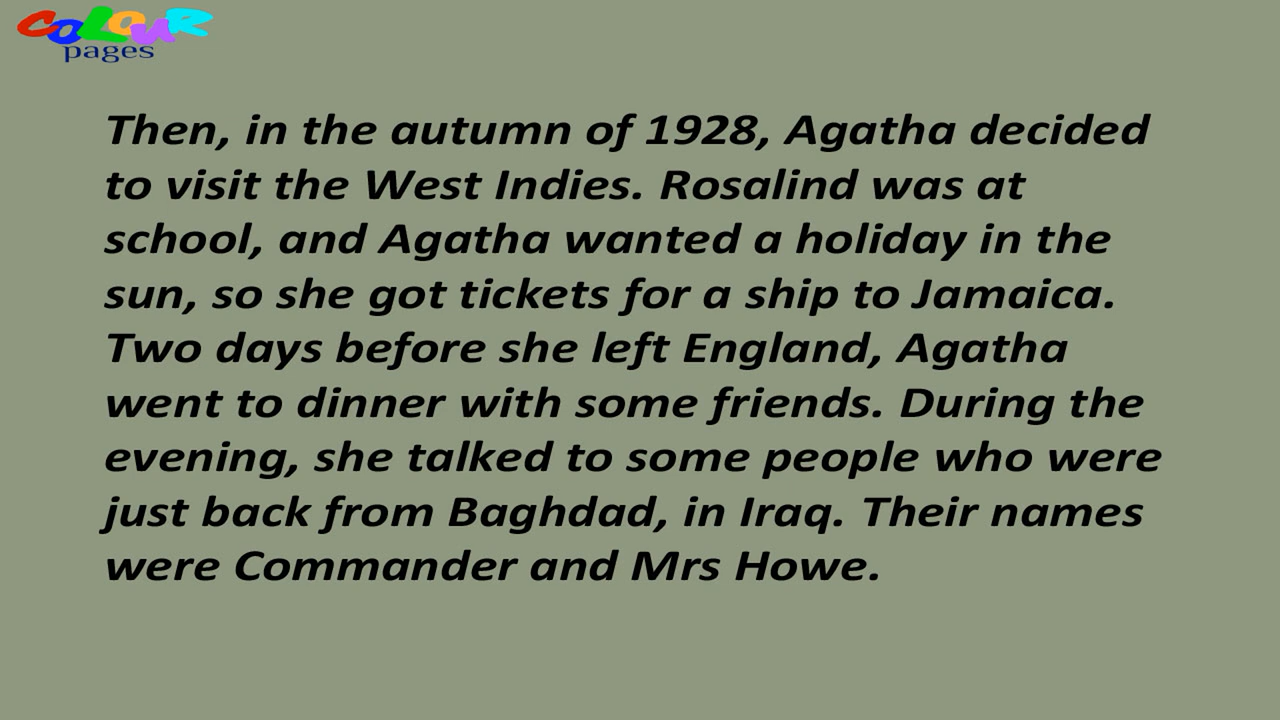 COLOUR
pages
Then, in the autumn of 1928, Agatha decided
to visit the West Indies. Rosalind was at
school, and Agatha wanted a holiday in the
sun, so she got tickets for a ship to Jamaica.
Two days before she left England, Agatha
went to dinner with some friends. During the
evening, she talked to some people who were
just back from Baghdad, in Iraq. Their names
were Commander and Mrs Howe.